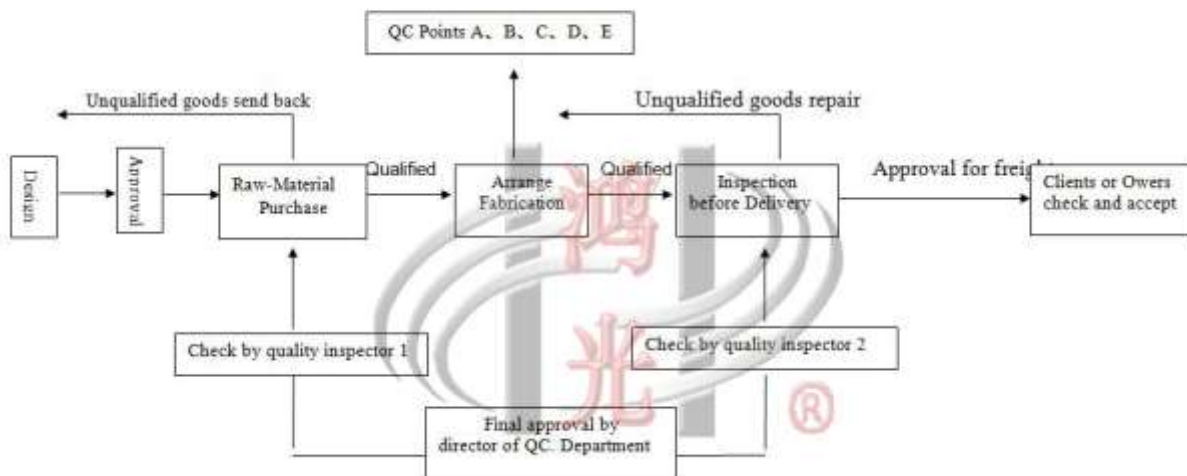 QC Points A、B、C、D、E
Unqualified goods send back
Unqualified goods repair
Design
Approval
Raw-Material
Purchase
Qualified
Arrange
Fabrication
Qualified
Inspection
before Delivery
Approval for freight
Clients or Owers
check and accept
鸿
光
®
Check by quality inspector 1
Check by quality inspector 2
Final approval by
director of QC. Department